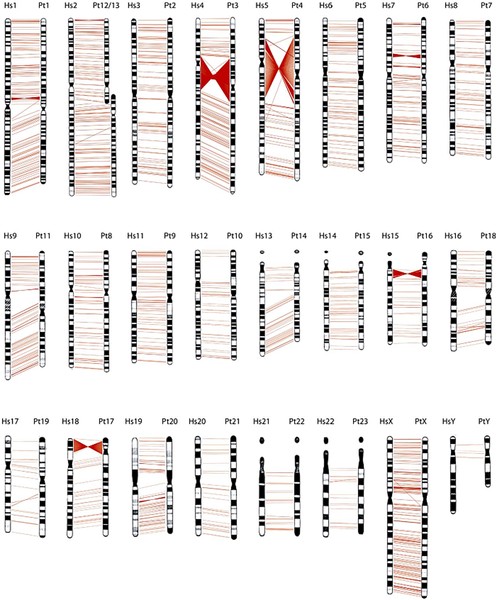 Hs1 Pt1 Hs2 Pt12/13 Hs3 Pt2 Hs4 Pt3 Hs5 Pt4 Hs6 Pt5 Hs7 Pt6 Hs8 Pt7
Hs9 Pt11 Hs10 Pt8 Hs11 Pt9 Hs12 Pt10 Hs13 Pt14 Hs14 Pt15 Hs15 Pt16 Hs16 Pt18
Hs17 Pt19 Hs18 Pt17 Hs19 Pt20 Hs20 Pt21 Hs21 Pt22 Hs22 Pt23 HsX PtX HsY PtY